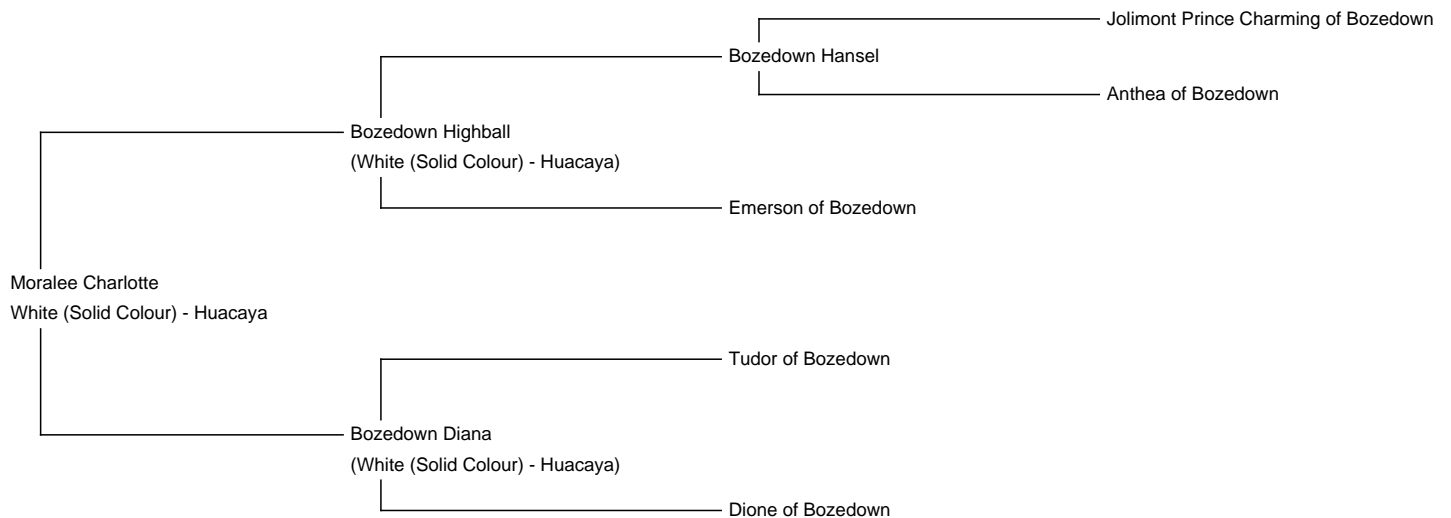 Jolimont Prince Charming of Bozedown
Bozedown Hansel
Anthea of Bozedown
Bozedown Highball
(White (Solid Colour) - Huacaya)
Emerson of Bozedown
Moralee Charlotte
White (Solid Colour) - Huacaya
Tudor of Bozedown
Bozedown Diana
(White (Solid Colour) - Huacaya)
Dione of Bozedown